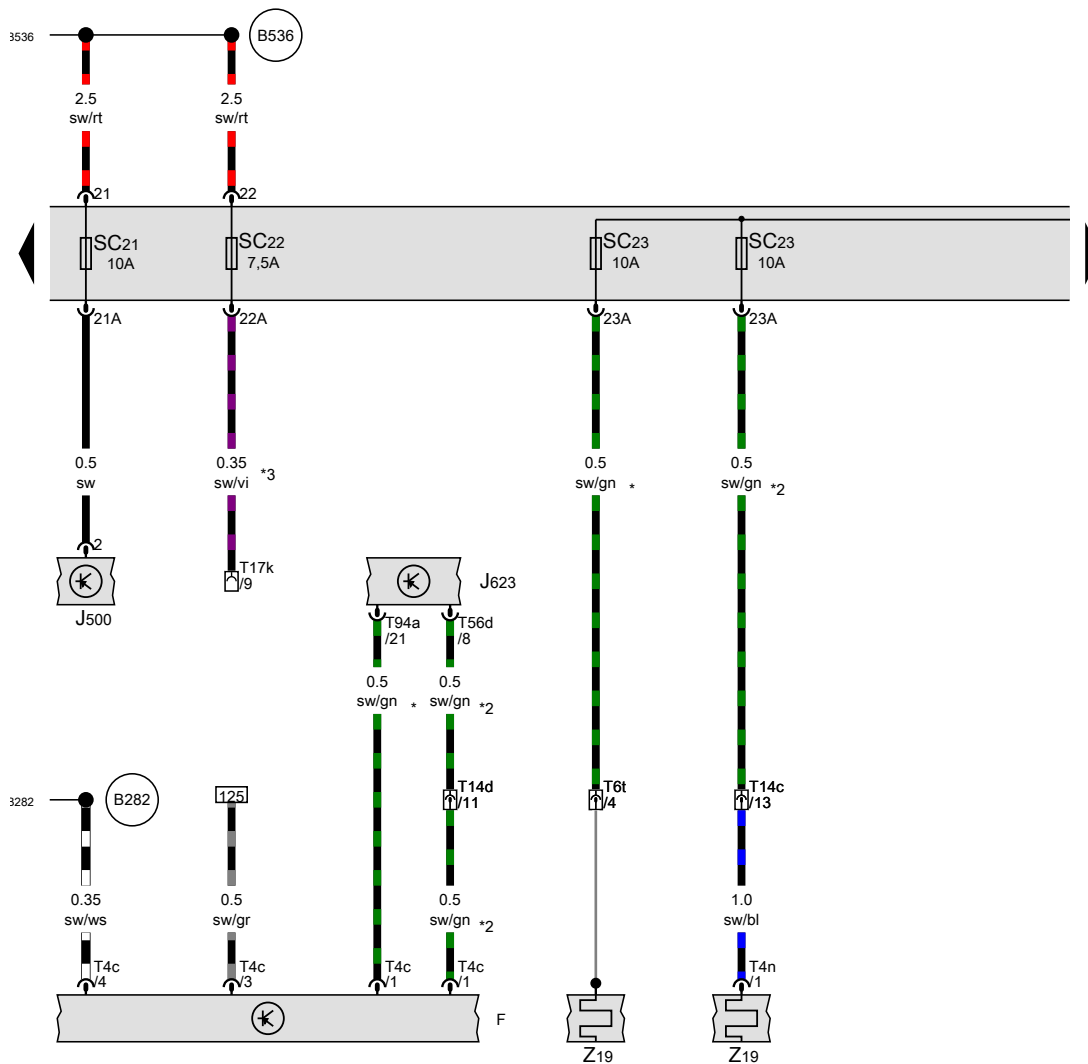 B536
2.5
sw/rt
2.5
sw/rt
21
22
SC21
10A
SC22
7,5A
SC23
10A
SC23
10A
21A
22A
23A
23A
0.5
sw
0.35
sw/vi
*3
0.5
sw/gn
*
0.5
sw/gn
*2
2
J500
T17k
/9
J623
T94a
/21
T56d
/8
0.5
sw/gn
*
0.5
sw/gn
*2
B282
125
T14d
/11
T6t
/4
T14c
/13
0.35
sw/ws
0.5
sw/gr
0.5
sw/gn
*2
1.0
sw/bl
T4c
/4
T4c
/3
T4c
/1
T4c
/1
T4n
/1
F
Z19
Z19